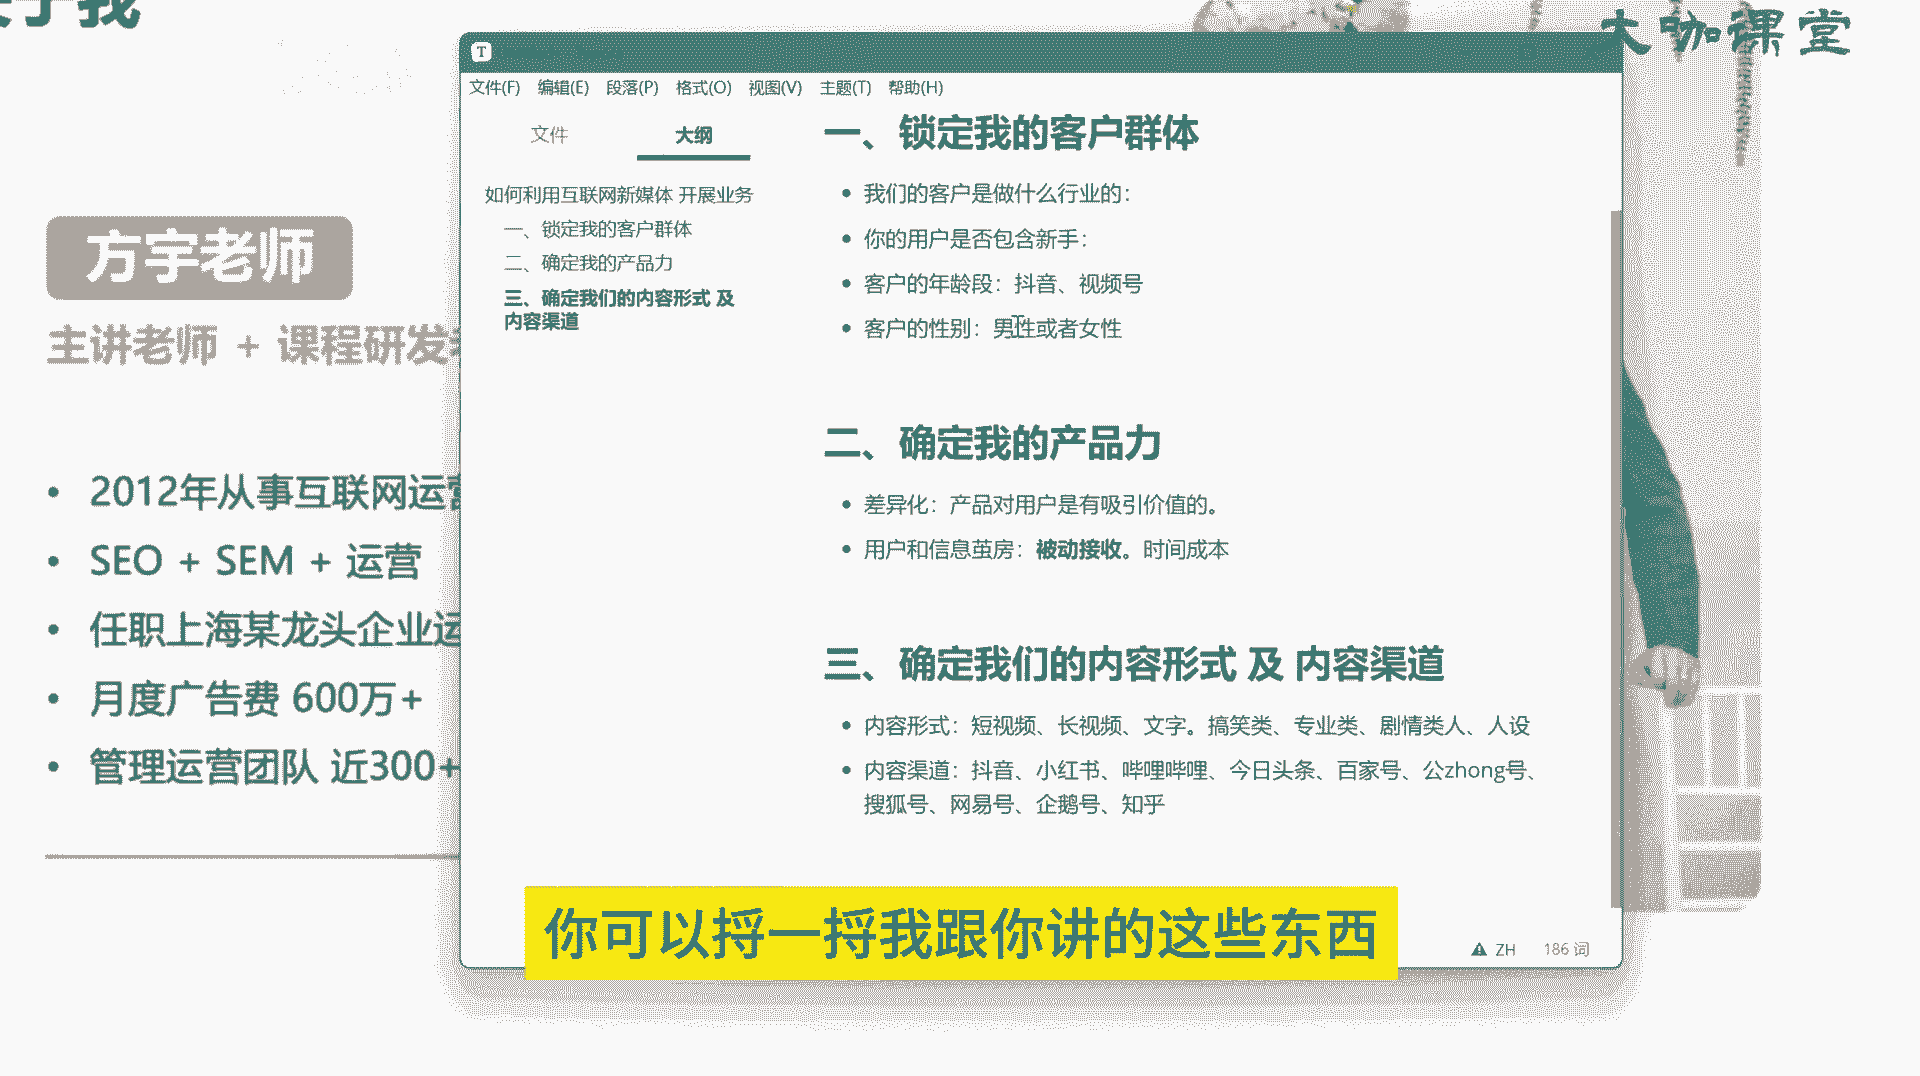 大咖课堂
T
文件(F) 编辑(E) 段落(P) 格式(O) 视图(V) 主题(T) 帮助(H)
文件 大纲
如何利用互联网新媒体 开展业务
一、锁定我的客户群体
二、确定我的产品力
三、确定我们的内容形式 及
内容渠道
一、锁定我的客户群体
我们的客户是做什么行业的：
你的用户是否包含新手：
客户的年龄段：抖音、视频号
客户的性别：男性或者女性
二、确定我的产品力
差异化：产品对用户是有吸引价值的。
用户和信息茧房：被动接收。时间成本
三、确定我们的内容形式 及 内容渠道
内容形式：短视频、长视频、文字。搞笑类、专业类、剧情类人、人设
内容渠道：抖音、小红书、哔哩哔哩、今日头条、百家号、公zhong号、
搜狐号、网易号、企鹅号、知乎
ZH 186 词
方宇老师
主讲老师 + 课程研发
• 2012年从事互联网运营
• SEO + SEM + 运营
• 任职上海某龙头企业运
• 月度广告费 600万+
• 管理运营团队 近300+
你可以捋一捋我跟你讲的这些东西